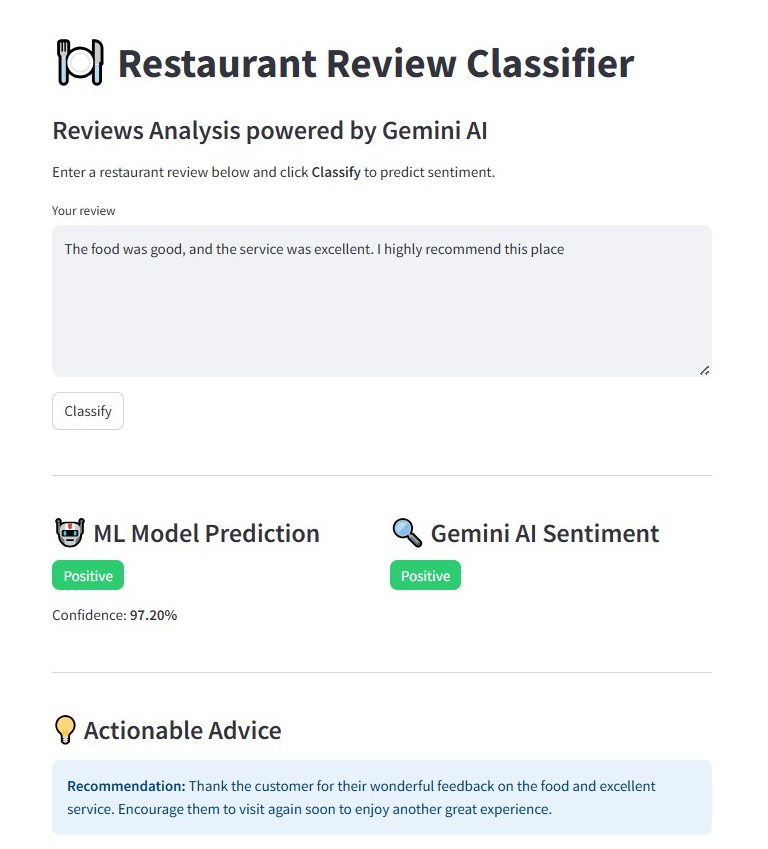 Restaurant Review Classifier
Reviews Analysis powered by Gemini AI
Enter a restaurant review below and click Classify to predict sentiment.
Your review
The food was good, and the service was excellent. I highly recommend this place
Classify
ML Model Prediction
Positive
Confidence: 97.20%
Gemini AI Sentiment
Positive
Actionable Advice
Recommendation: Thank the customer for their wonderful feedback on the food and excellent
service. Encourage them to visit again soon to enjoy another great experience.